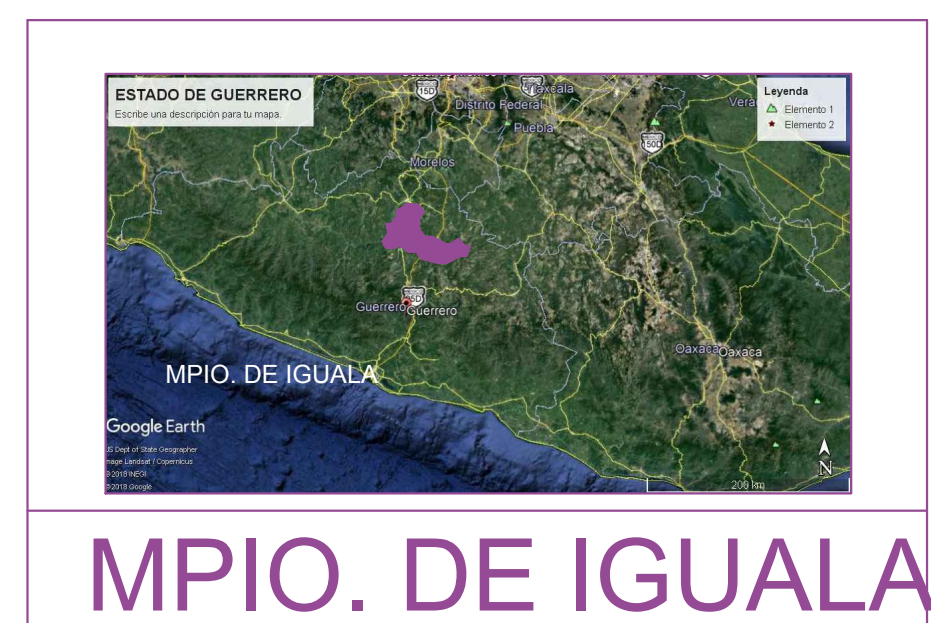 ESTADO DE GUERRERO
Escribe una descripción para tu mapa.
Leyenda
Elemento 1
Elemento 2
15D
Distrito Federal
Puebla
150D
Morelos
Guerrero
Guerrero
Oaxaca
Oaxaca
MPIO. DE IGUALA
Google Earth
US Dept of State Geographer
Image Landsat / Copernicus
© 2018 INEGI
© 2018 Google
200 km
N
MPIO. DE IGUALA